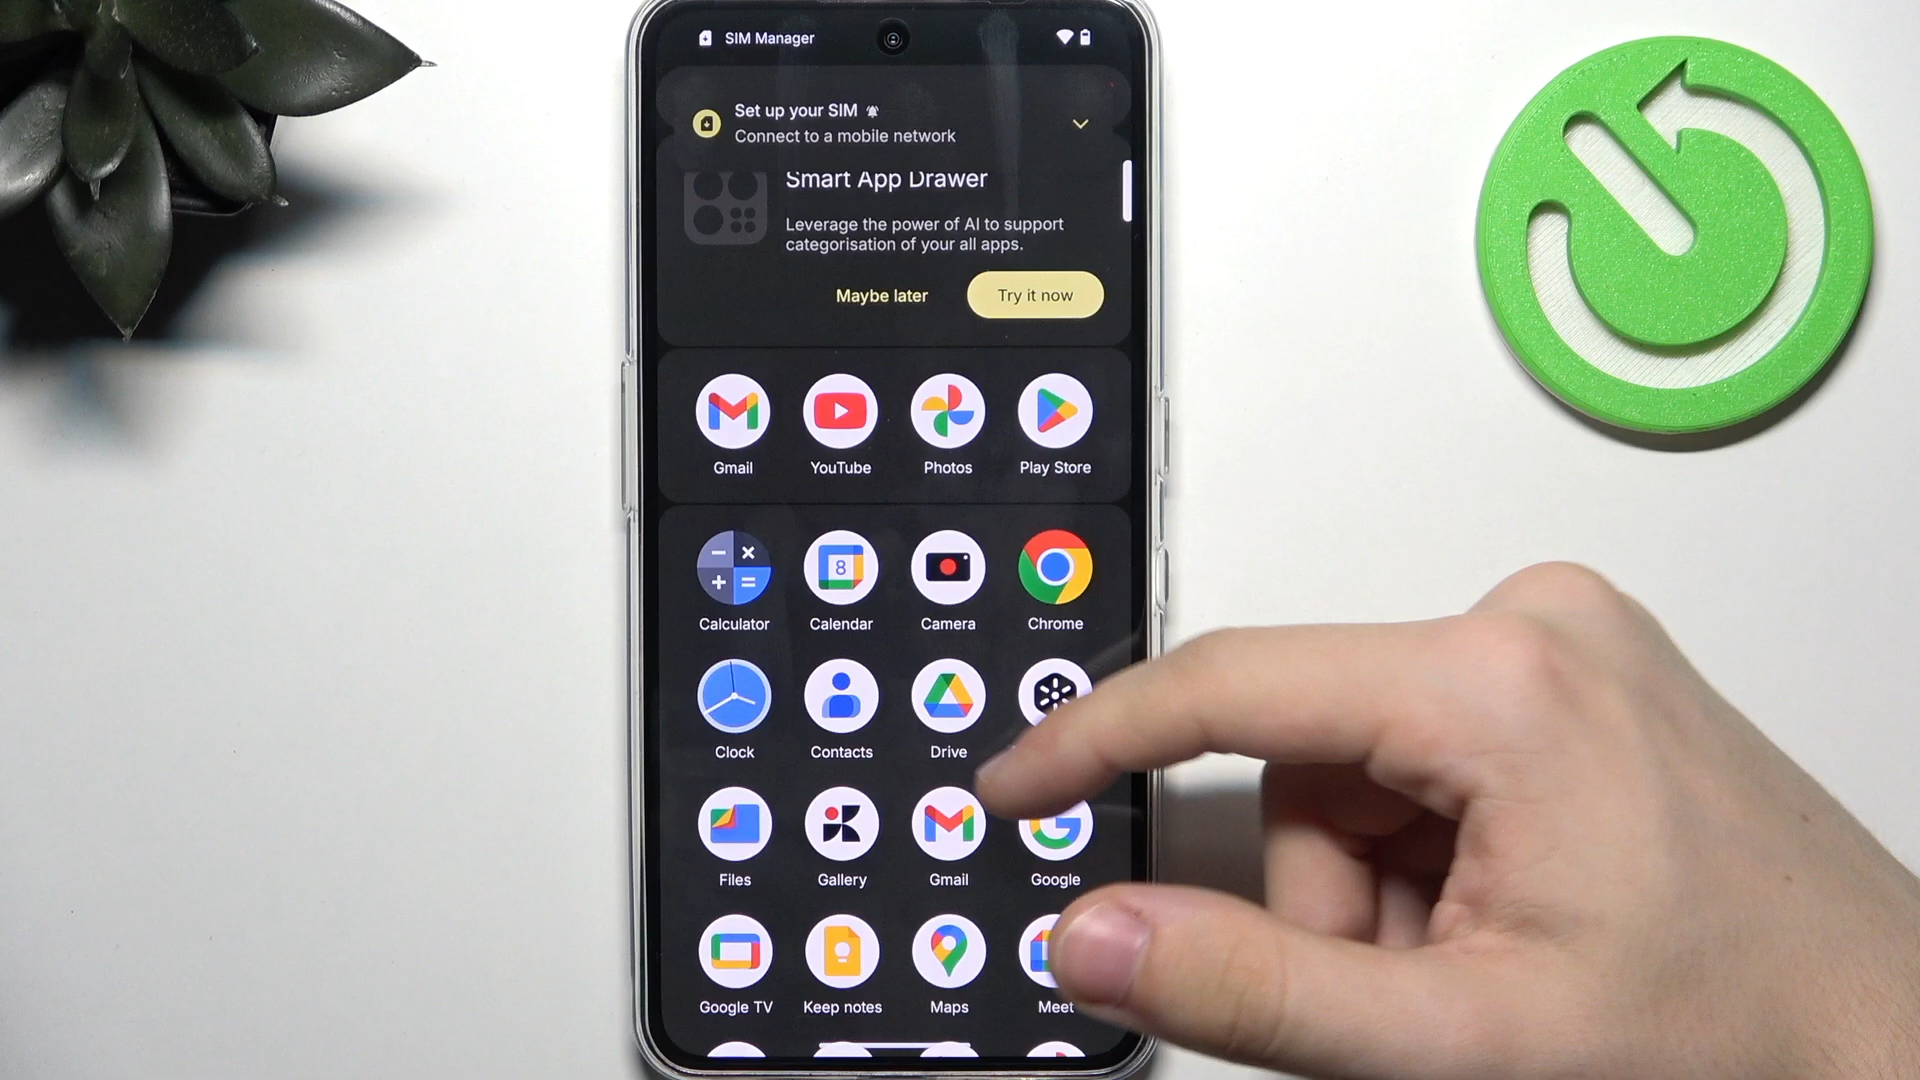 SIM Manager
Set up your SIM
Connect to a mobile network
Smart App Drawer
Leverage the power of AI to support
categorisation of your all apps.
Maybe later
Try it now
Gmail
YouTube
Photos
Play Store
8
Calculator
Calendar
Camera
Chrome
Clock
Contacts
Drive
Files
Gallery
Gmail
Google
Google TV
Keep notes
Maps
Meet